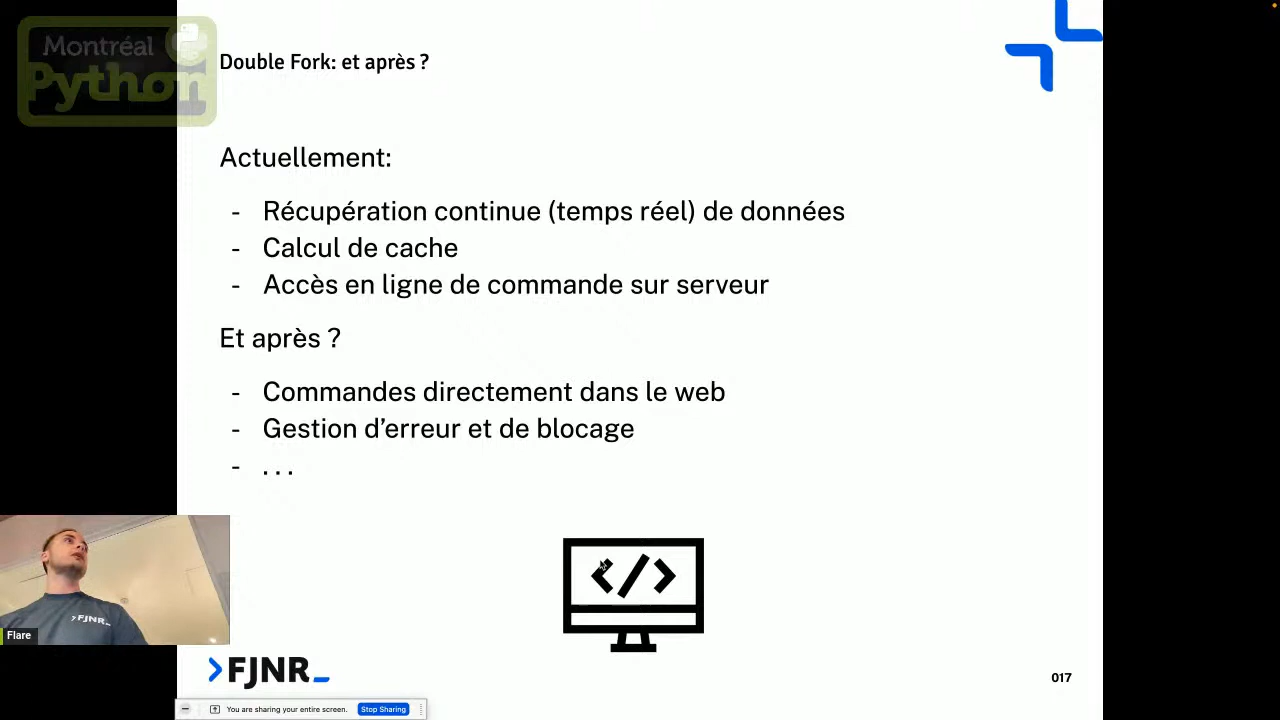 Montréal
Python
Double Fork: et après ?
Actuellement:
- Récupération continue (temps réel) de données
- Calcul de cache
- Accès en ligne de commande sur serveur
Et après ?
- Commandes directement dans le web
- Gestion d’erreur et de blocage
- . . .
</>
>FJNR_
Flare
>FJNR_
017
You are sharing your entire screen.
Stop Sharing